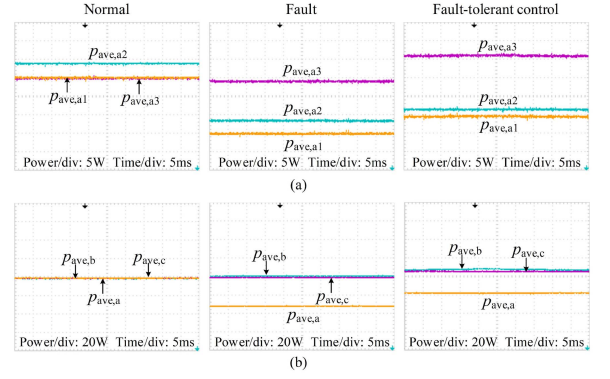 Normal Fault Fault-tolerant control
pave,a2
pave,a1 pave,a3
Power/div: 5W Time/div: 5ms
pave,a3
pave,a2
pave,a1
Power/div: 5W Time/div: 5ms
pave,a3
pave,a2
pave,a1
Power/div: 5W Time/div: 5ms
(a)
pave,b pave,c
pave,a
Power/div: 20W Time/div: 5ms
pave,b
pave,c
pave,a
Power/div: 20W Time/div: 5ms
pave,b pave,c
pave,a
Power/div: 20W Time/div: 5ms
(b)